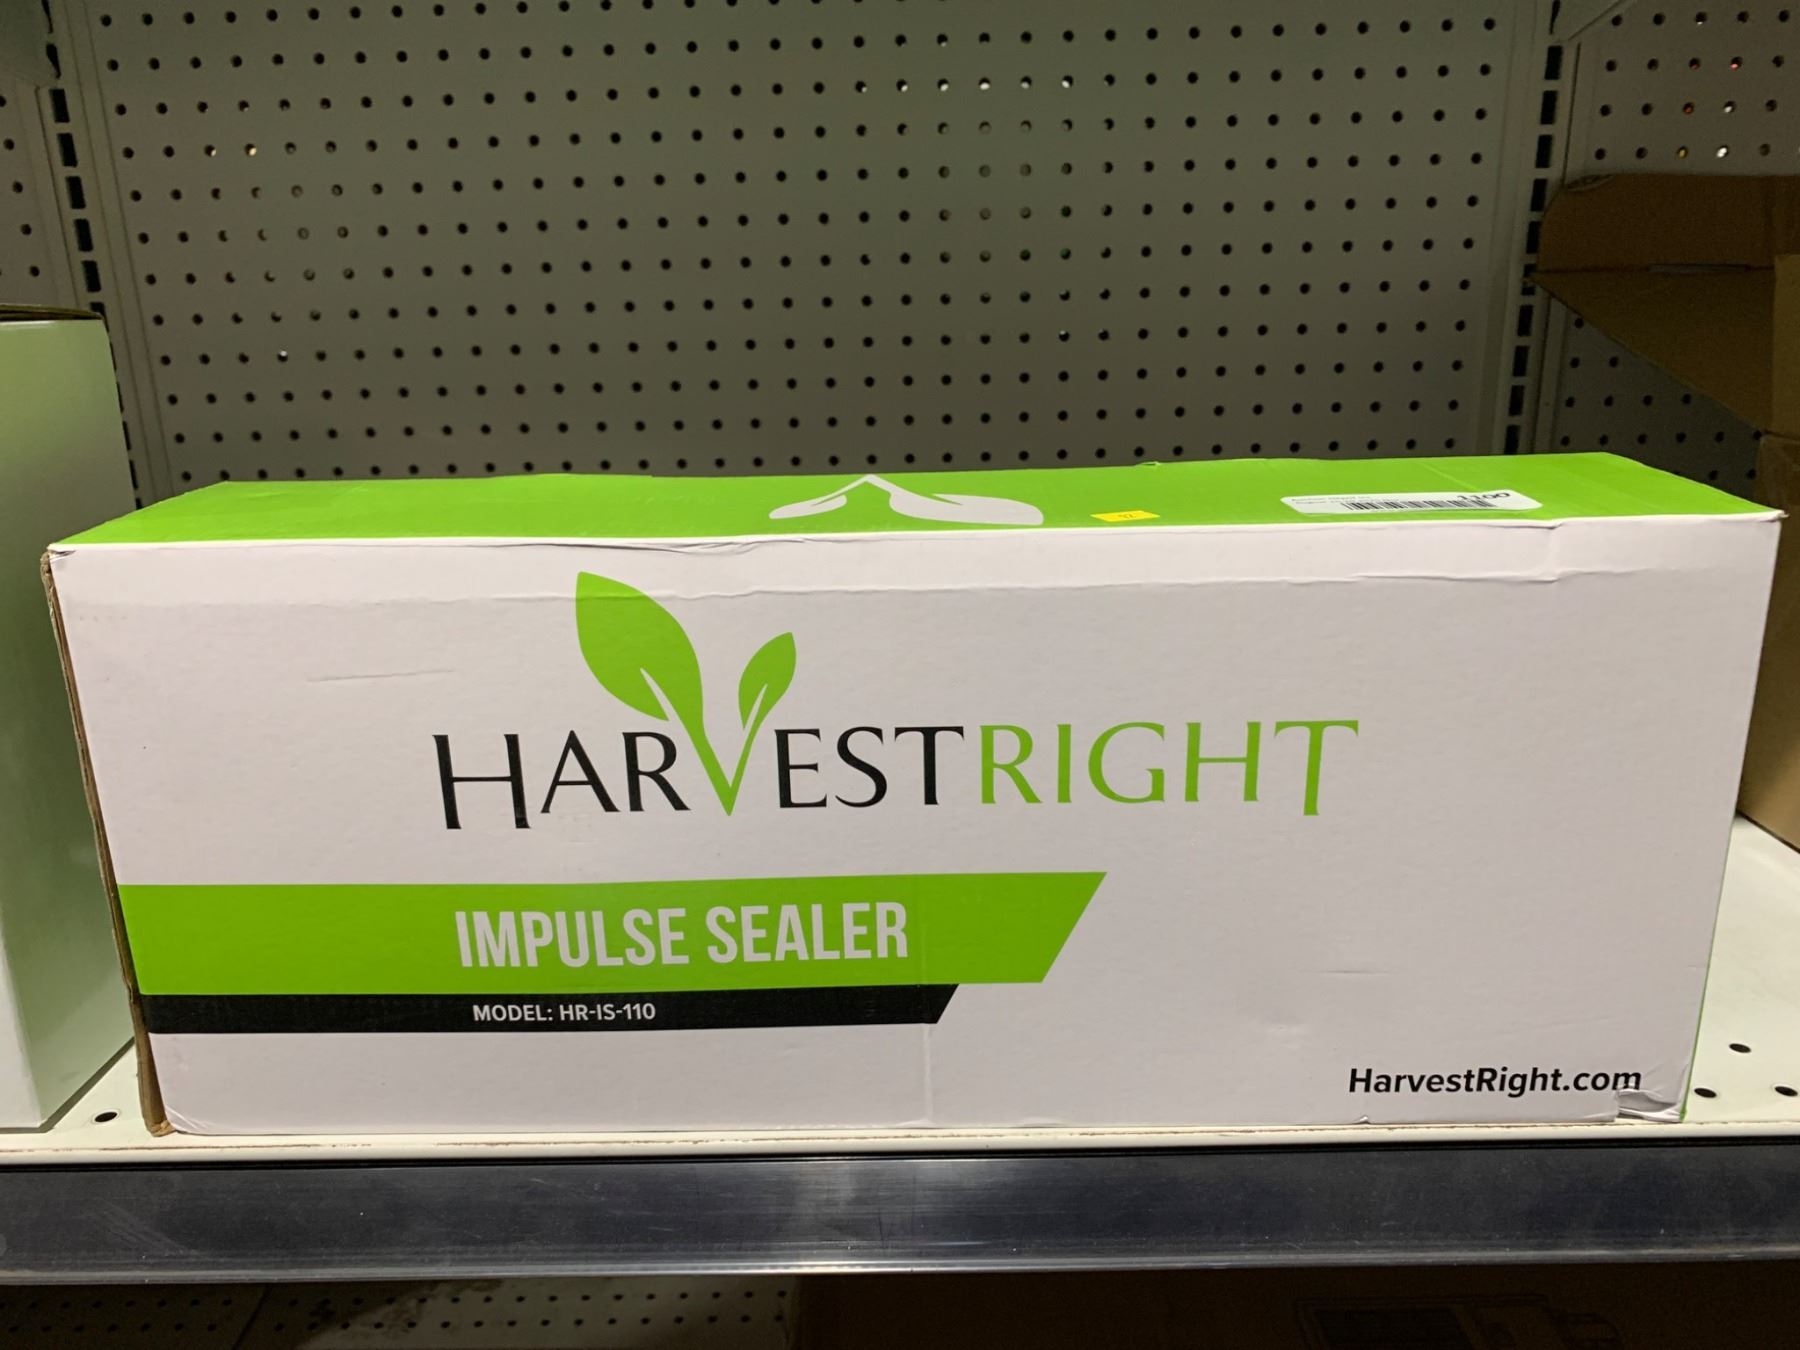 HARVESTRIGHT
IMPULSE SEALER
MODEL: HR-IS-110
HarvestRight.com